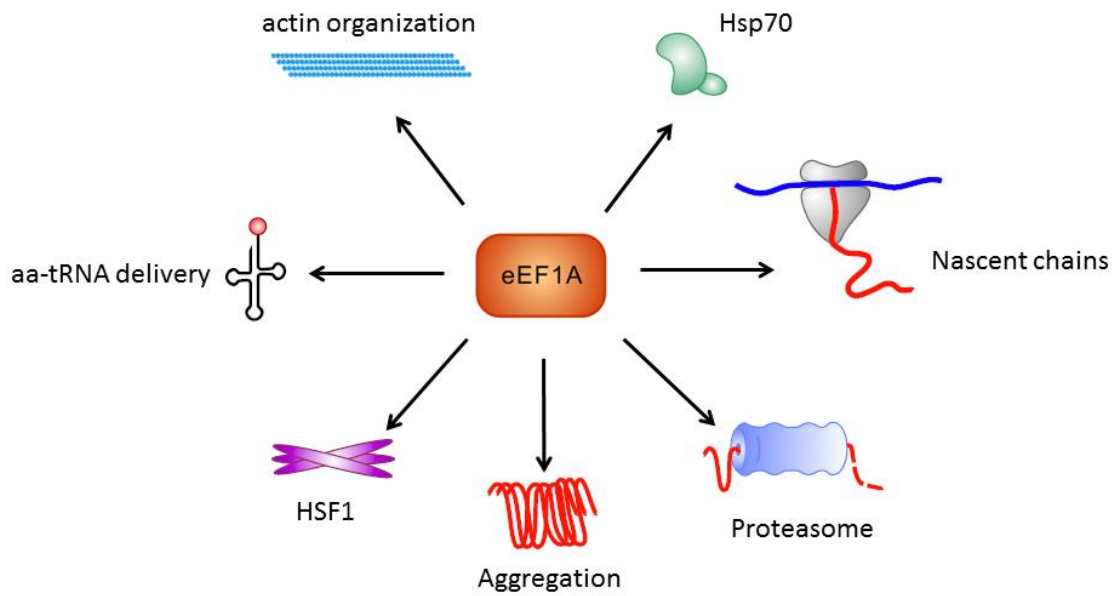 actin organization
Hsp70
aa-tRNA delivery
eEF1A
Nascent chains
HSF1
Proteasome
Aggregation